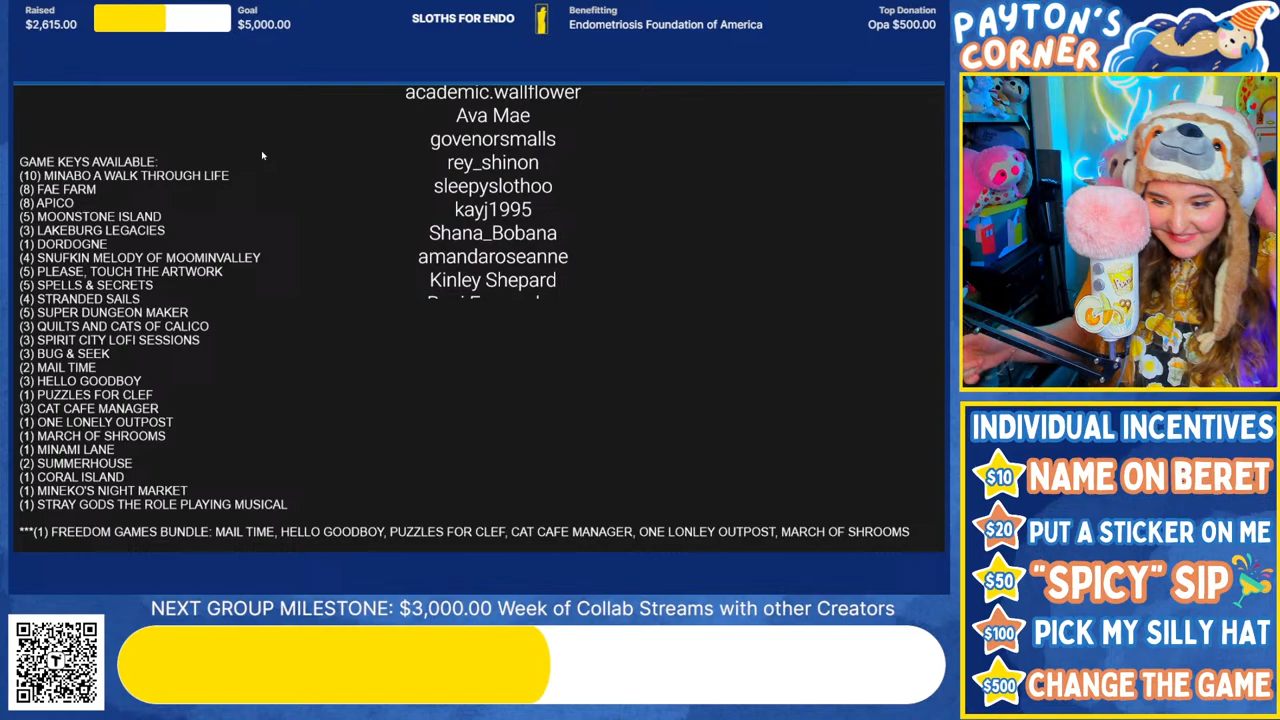 Raised
$2,615.00
Goal
$5,000.00
SLOTHS FOR ENDO
Benefitting
Endometriosis Foundation of America
Top Donation
Opa $500.00
PAYTON'S
CORNER
academic.wallflower
Ava Mae
govenorsmalls
rey_shinon
sleepyslothoo
kayj1995
Shana_Bobana
amandaroseanne
Kinley Shepard
GAME KEYS AVAILABLE:
(10) MINABO A WALK THROUGH LIFE
(8) FAE FARM
(8) APICO
(5) MOONSTONE ISLAND
(3) LAKEBURG LEGACIES
(1) DORDOGNE
(4) SNUFKIN MELODY OF MOOMINVALLEY
(5) PLEASE, TOUCH THE ARTWORK
(5) SPELLS & SECRETS
(4) STRANDED SAILS
(5) SUPER DUNGEON MAKER
(3) QUILTS AND CATS OF CALICO
(3) SPIRIT CITY LOFI SESSIONS
(3) BUG & SEEK
(2) MAIL TIME
(3) HELLO GOODBOY
(1) PUZZLES FOR CLEF
(3) CAT CAFE MANAGER
(1) ONE LONELY OUTPOST
(1) MARCH OF SHROOMS
(1) MINAMI LANE
(2) SUMMERHOUSE
(1) CORAL ISLAND
(1) MINEKO'S NIGHT MARKET
(1) STRAY GODS THE ROLE PLAYING MUSICAL
***(1) FREEDOM GAMES BUNDLE: MAIL TIME, HELLO GOODBOY, PUZZLES FOR CLEF, CAT CAFE MANAGER, ONE LONLEY OUTPOST, MARCH OF SHROOMS
NEXT GROUP MILESTONE: $3,000.00 Week of Collab Streams with other Creators
INDIVIDUAL INCENTIVES
$10 NAME ON BERET
$20 PUT A STICKER ON ME
$50 "SPICY" SIP
$100 PICK MY SILLY HAT
$500 CHANGE THE GAME